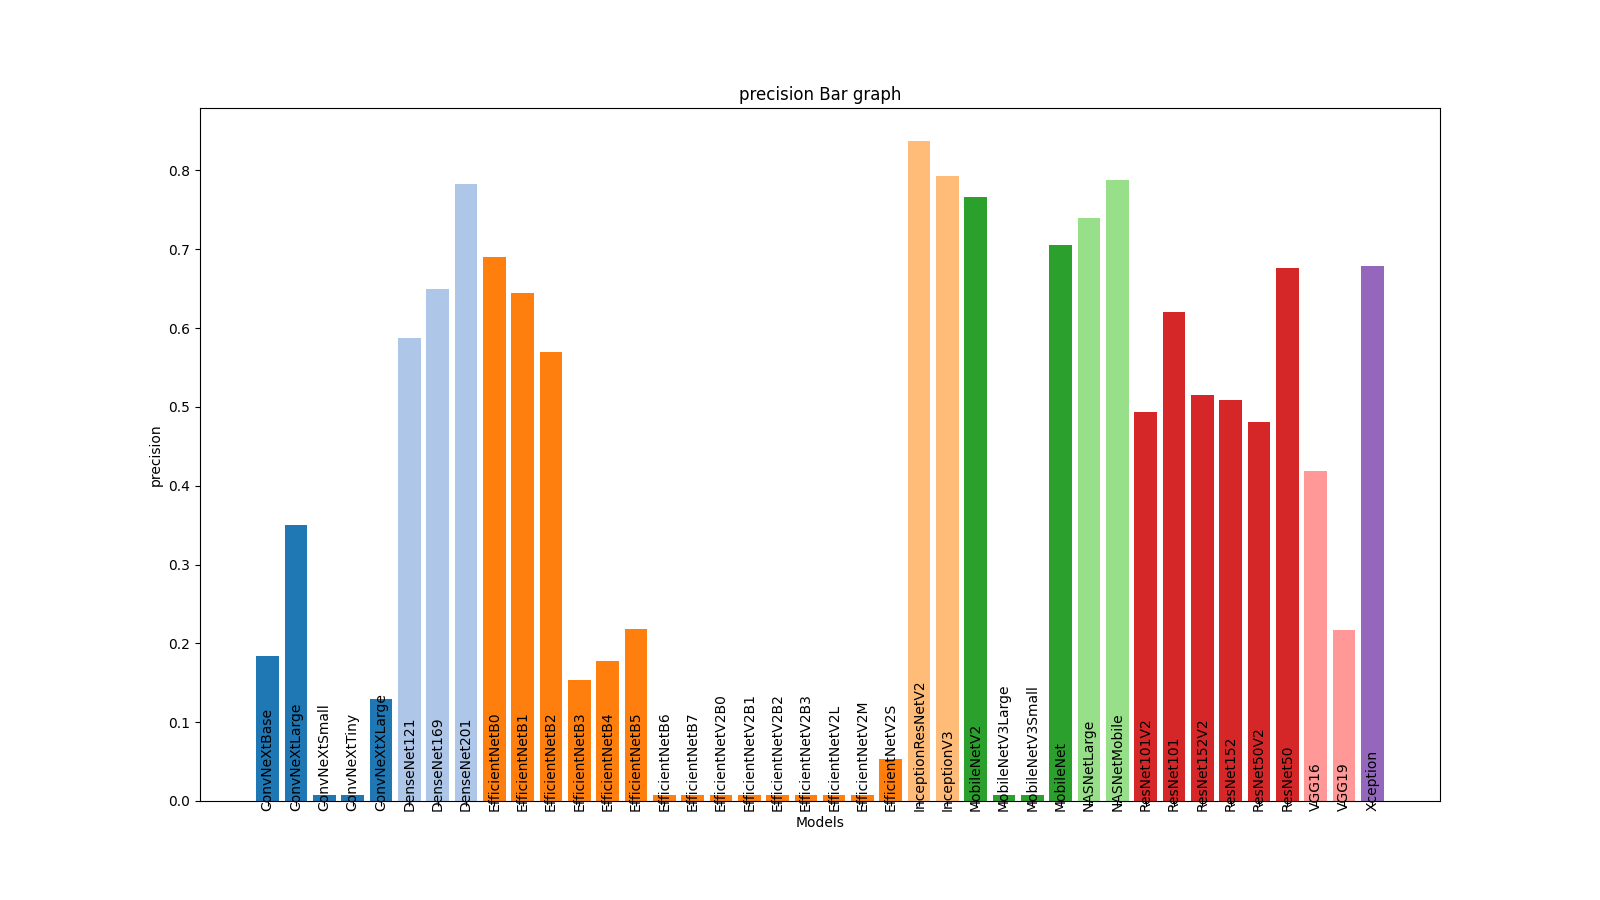 precision Bar graph
precision
0.8
0.7
0.6
0.5
0.4
0.3
0.2
0.1
0.0
ConvNeXtBase
ConvNeXtLarge
ConvNeXtSmall
ConvNeXtTiny
ConvNeXtXLarge
DenseNet121
DenseNet169
DenseNet201
EfficientNetB0
EfficientNetB1
EfficientNetB2
EfficientNetB3
EfficientNetB4
EfficientNetB5
EfficientNetB6
EfficientNetB7
EfficientNetV2B0
EfficientNetV2B1
EfficientNetV2B2
EfficientNetV2B3
EfficientNetV2L
EfficientNetV2M
EfficientNetV2S
InceptionResNetV2
InceptionV3
MobileNetV2
MobileNetV3Large
MobileNetV3Small
MobileNet
NASNetLarge
NASNetMobile
ResNet101V2
ResNet101
ResNet152V2
ResNet152
ResNet50V2
ResNet50
VGG16
VGG19
Xception
Models